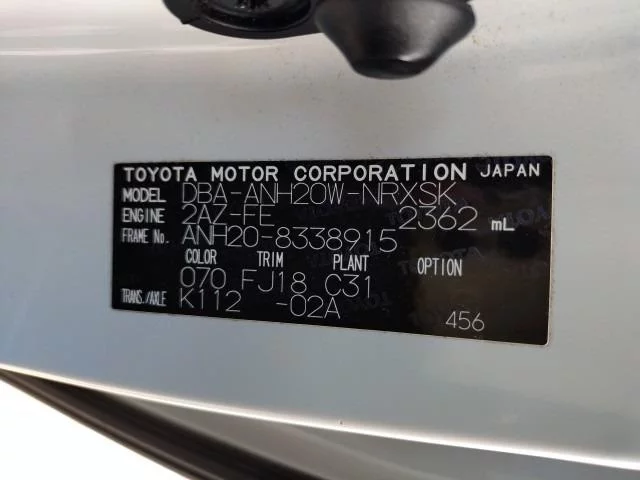 TOYOTA MOTOR CORPORATION JAPAN
MODEL DBA-ANH20W-NRXSK
ENGINE 2AZ-FE 2362 mL
FRAME No. ANH20-8338915
COLOR TRIM PLANT OPTION
070 FJ18 C31
TRANS./AXLE K112 -02A
456